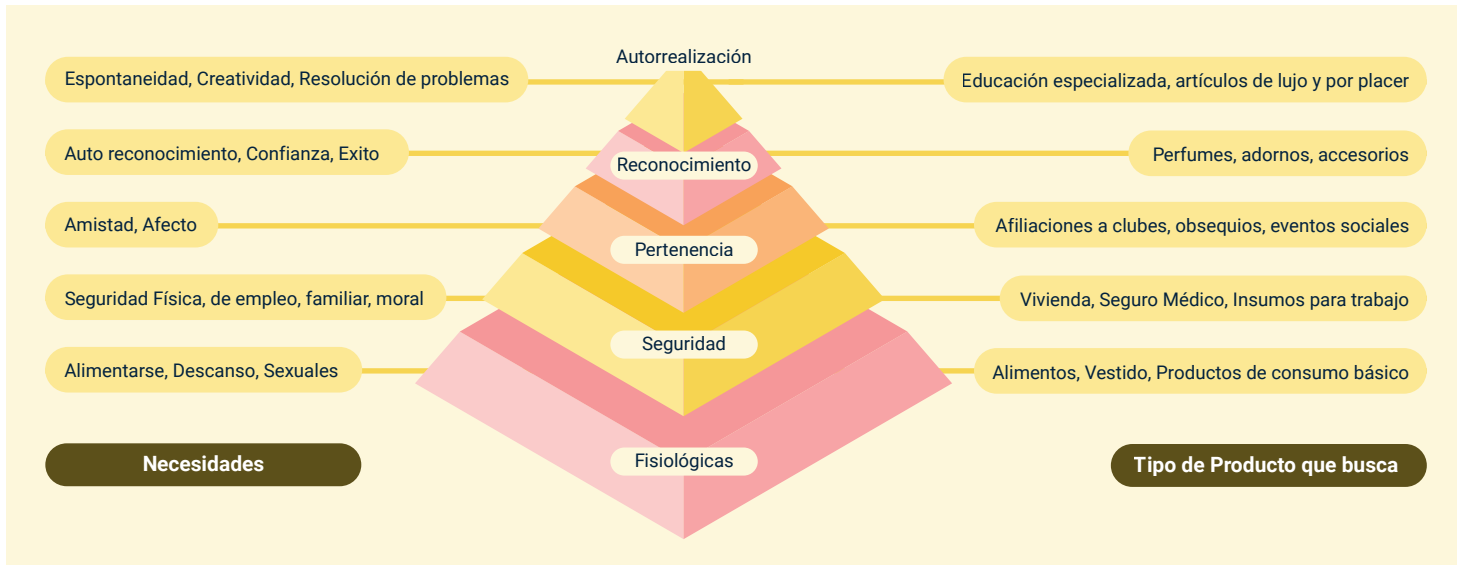 Autorrealización
Espontaneidad, Creatividad, Resolución de problemas
Educación especializada, artículos de lujo y por placer
Auto reconocimiento, Confianza, Exito
Reconocimiento
Perfumes, adornos, accesorios
Amistad, Afecto
Pertenencia
Afiliaciones a clubes, obsequios, eventos sociales
Seguridad Física, de empleo, familiar, moral
Seguridad
Vivienda, Seguro Médico, Insumos para trabajo
Alimentarse, Descanso, Sexuales
Fisiológicas
Alimentos, Vestido, Productos de consumo básico
Necesidades
Tipo de Producto que busca